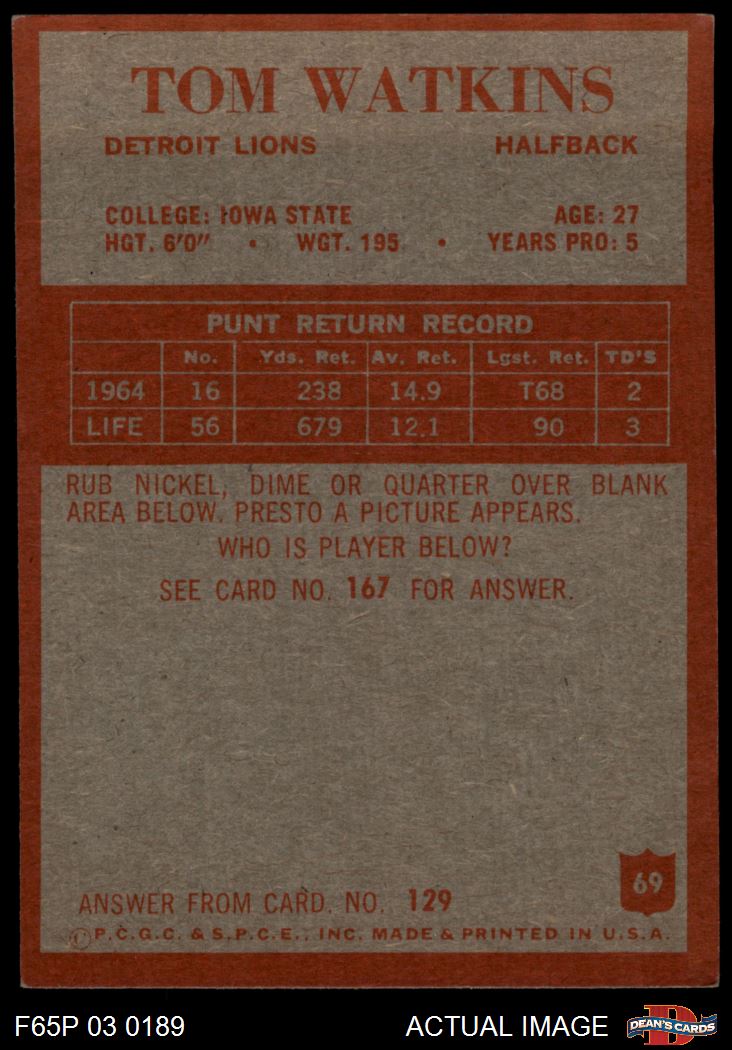 TOM WATKINS
DETROIT LIONS HALFBACK
COLLEGE: IOWA STATE AGE: 27
HGT. 6'0" • WGT. 195 • YEARS PRO: 5
PUNT RETURN RECORD
No. Yds. Ret. Av. Ret. Lgst. Ret. TD'S
1964 16 238 14.9 T68 2
LIFE 56 679 12.1 90 3
RUB NICKEL, DIME OR QUARTER OVER BLANK
AREA BELOW. PRESTO A PICTURE APPEARS.
WHO IS PLAYER BELOW?
SEE CARD NO. 167 FOR ANSWER.
69
ANSWER FROM CARD. NO. 129
© P.C.G.C. & S.P.C.E., INC. MADE & PRINTED IN U.S.A.
F65P 03 0189 ACTUAL IMAGE D DEAN'S CARDS